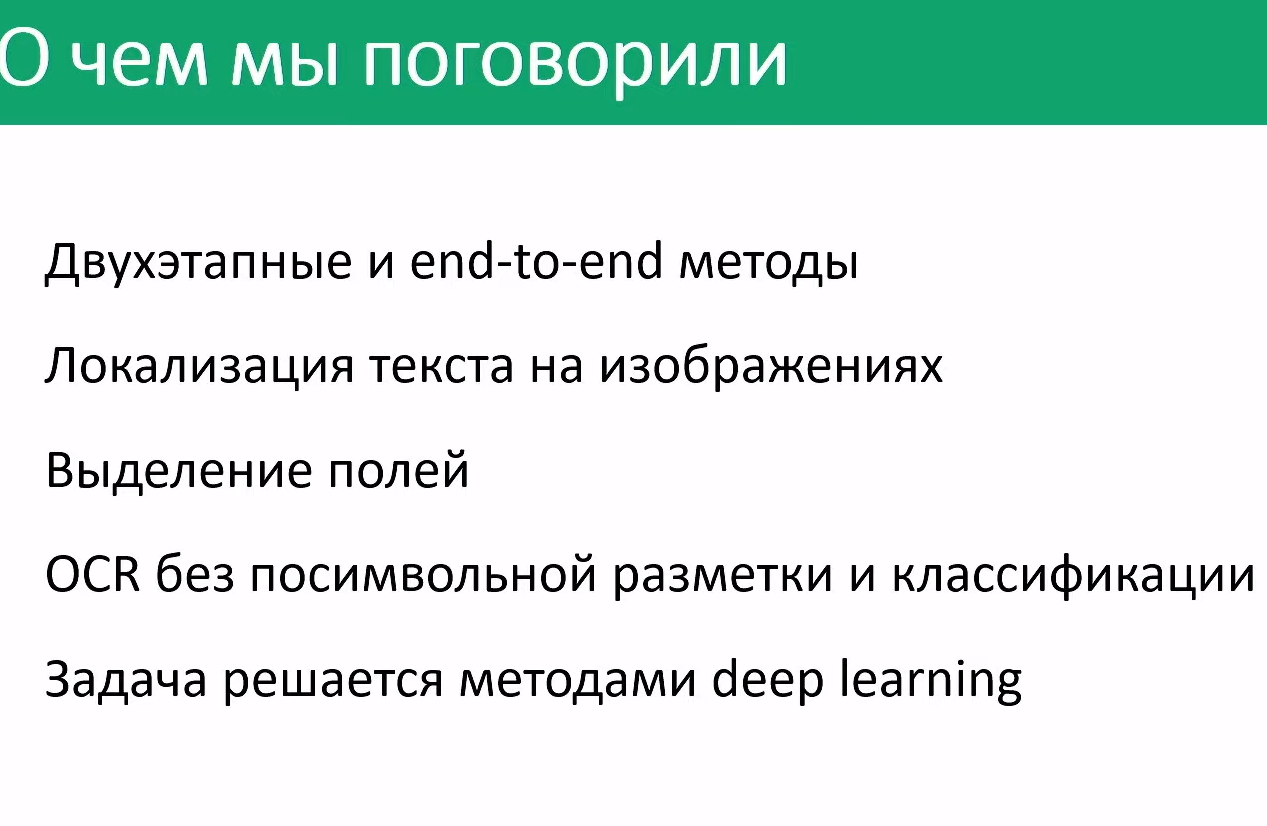 О чем мы поговорили
Двухэтапные и end-to-end методы
Локализация текста на изображениях
Выделение полей
OCR без посимвольной разметки и классификации
Задача решается методами deep learning